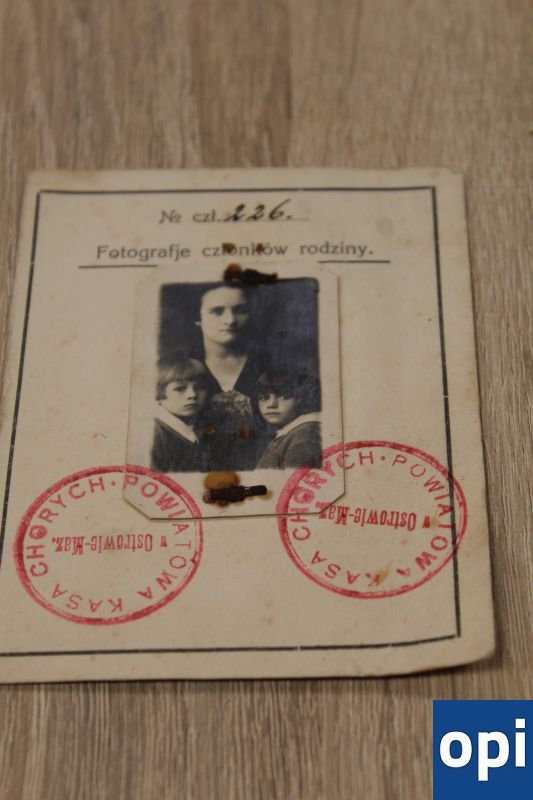 № czł. 226.
Fotografje członków rodziny.
POWIATOWA KASA CHORYCH
w Ostrowie-Maz.
POWIATOWA KASA CHORYCH
w Ostrowie-Maz.
opi